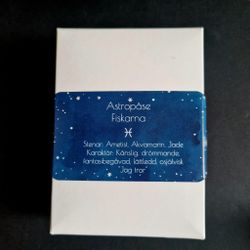 Astropåse
Fiskarna
♓
Stenar: Ametist, Akvamarin, Jade
Karaktär: Känslig, drömmande,
fantasibegåvad, lättledd, osjälvisk
"Jag tror"